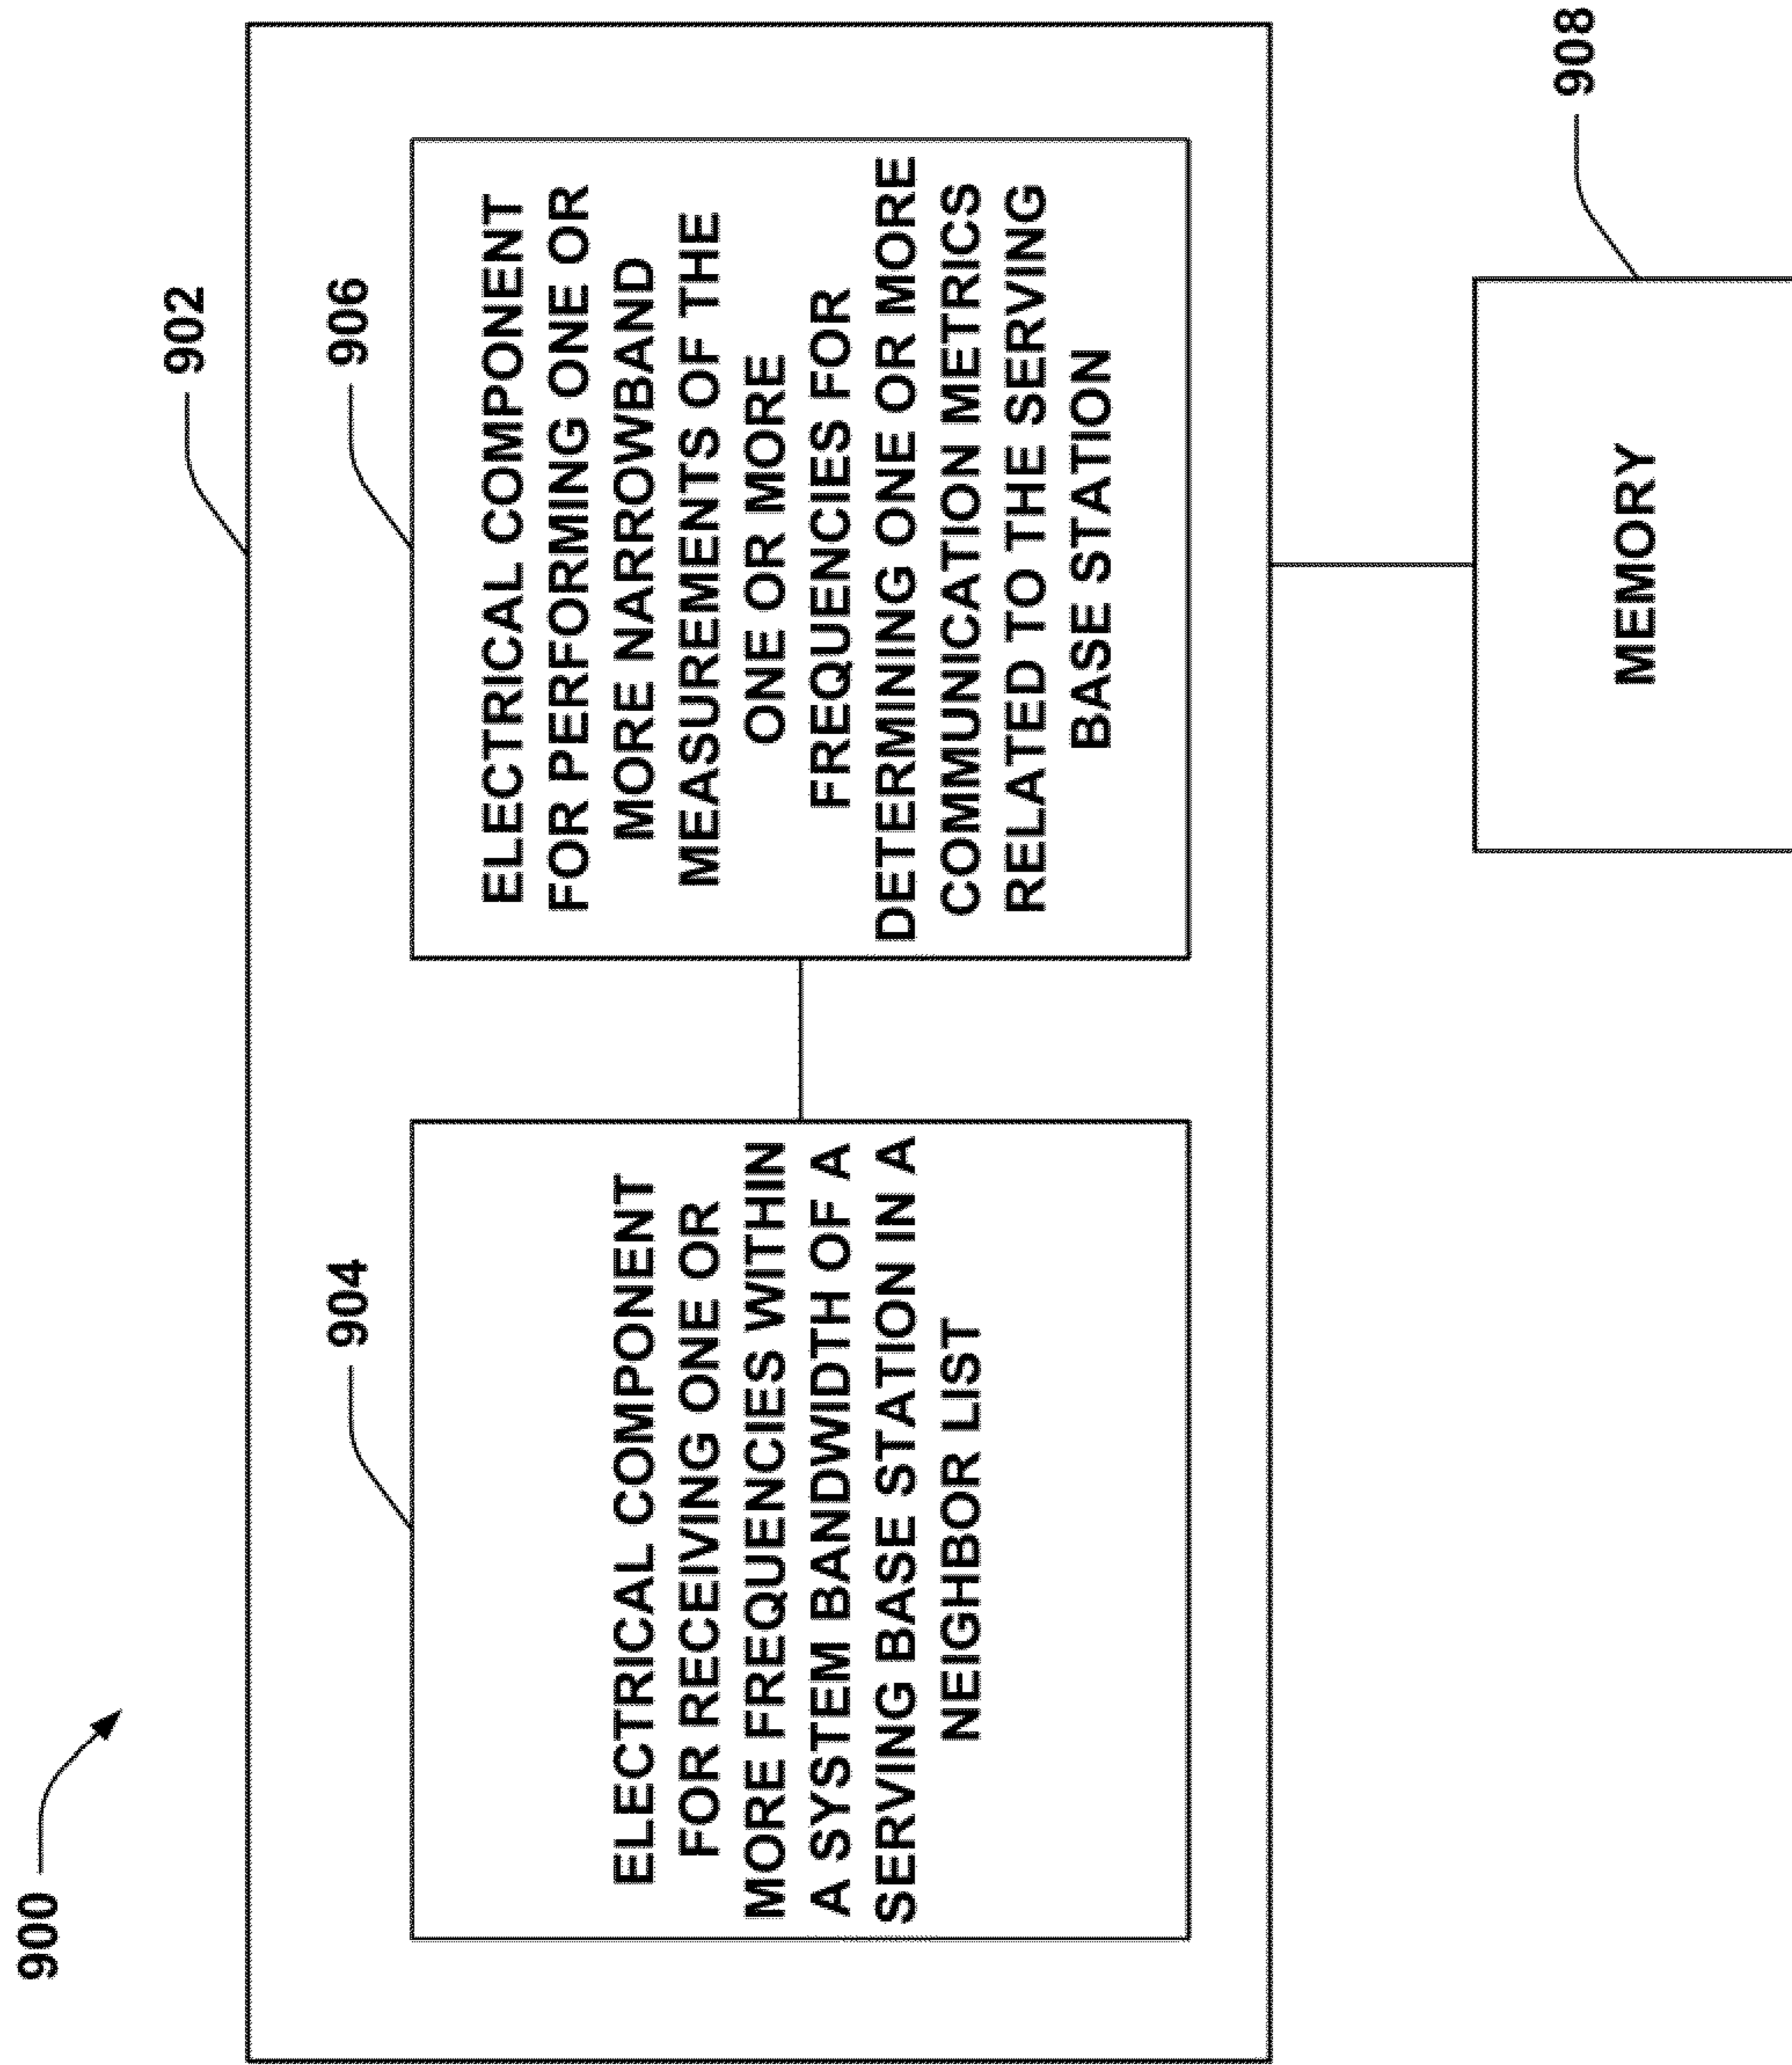 900
902
904
ELECTRICAL COMPONENT
FOR RECEIVING ONE OR
MORE FREQUENCIES WITHIN
A SYSTEM BANDWIDTH OF A
SERVING BASE STATION IN A
NEIGHBOR LIST
906
ELECTRICAL COMPONENT
FOR PERFORMING ONE OR
MORE NARROWBAND
MEASUREMENTS OF THE
ONE OR MORE
FREQUENCIES FOR
DETERMINING ONE OR MORE
COMMUNICATION METRICS
RELATED TO THE SERVING
BASE STATION
908
MEMORY